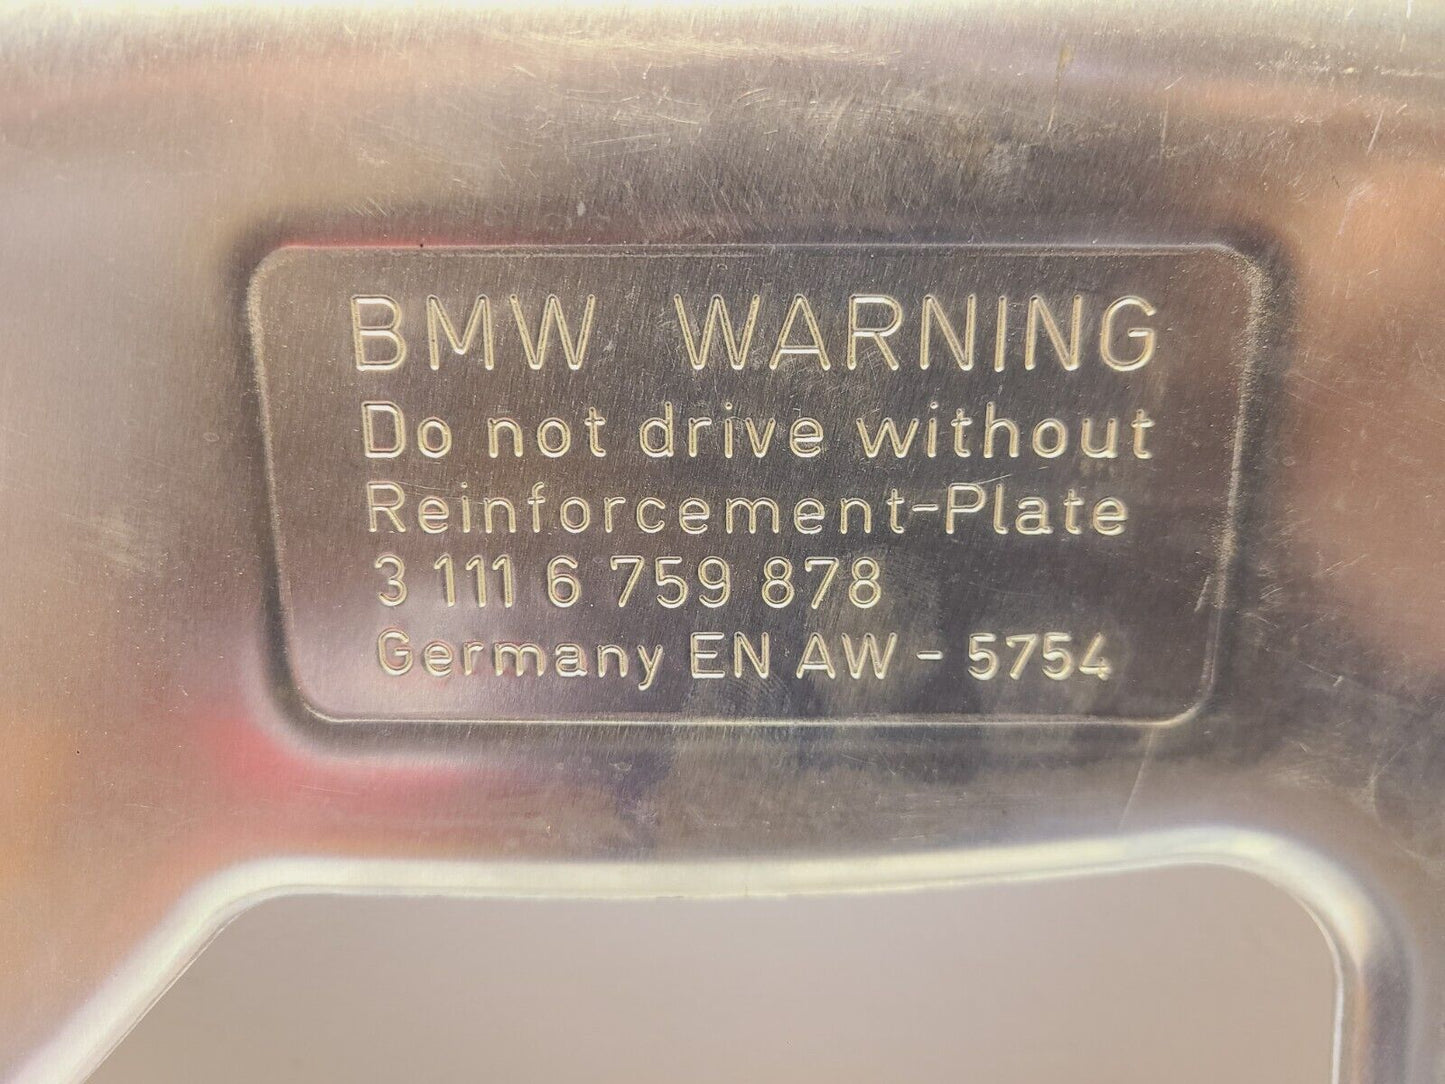 BMW WARNING
Do not drive without
Reinforcement-Plate
3 111 6 759 878
Germany EN AW - 5754